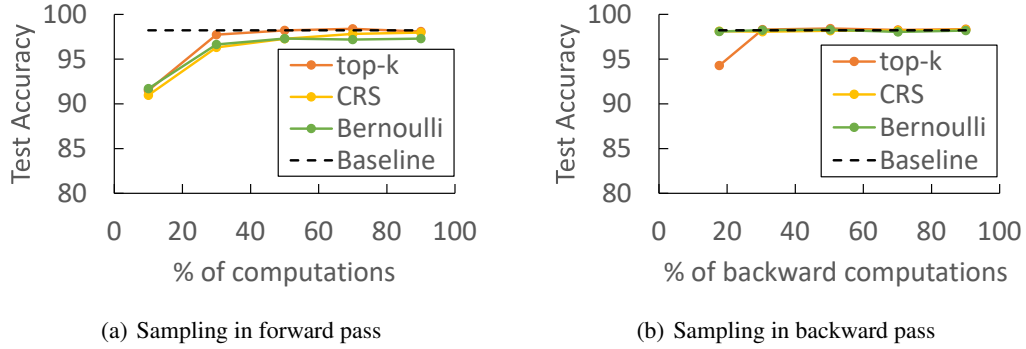 Test Accuracy
100
95
90
85
80
top-k
CRS
Bernoulli
Baseline
0 20 40 60 80 100
% of computations
(a) Sampling in forward pass
Test Accuracy
100
95
90
85
80
top-k
CRS
Bernoulli
Baseline
0 20 40 60 80 100
% of backward computations
(b) Sampling in backward pass